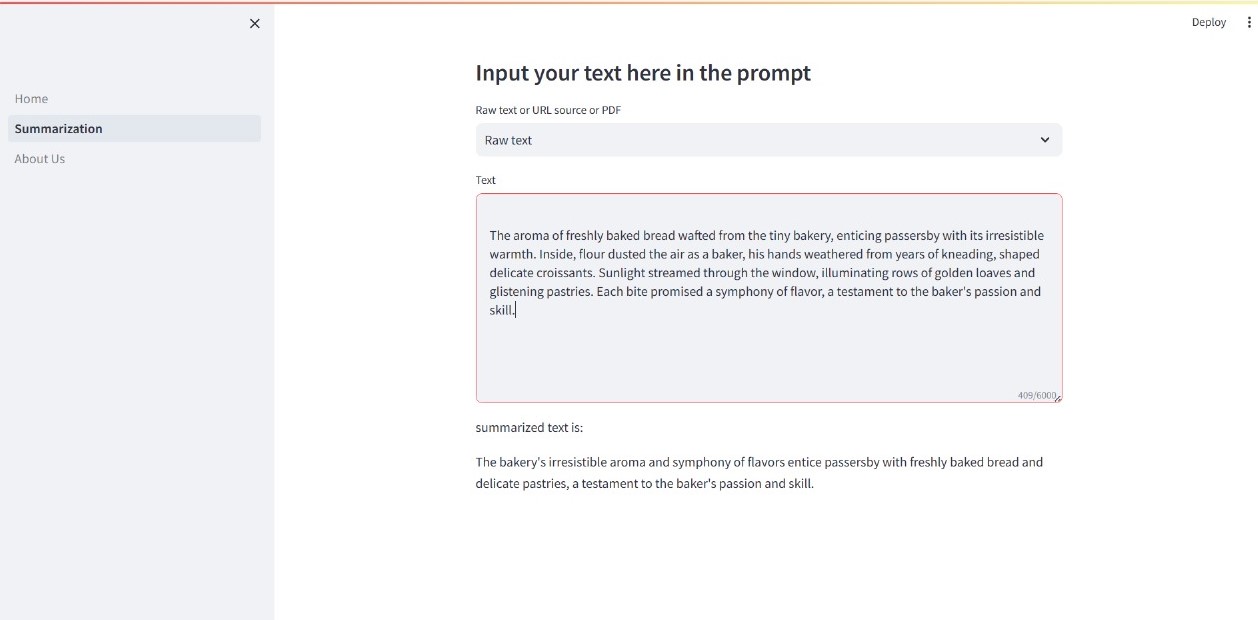 Deploy
Home
Summarization
About Us
Input your text here in the prompt
Raw text or URL source or PDF
Raw text
Text
The aroma of freshly baked bread wafted from the tiny bakery, enticing passersby with its irresistible
warmth. Inside, flour dusted the air as a baker, his hands weathered from years of kneading, shaped
delicate croissants. Sunlight streamed through the window, illuminating rows of golden loaves and
glistening pastries. Each bite promised a symphony of flavor, a testament to the baker's passion and
skill.
409/6000
summarized text is:
The bakery's irresistible aroma and symphony of flavors entice passersby with freshly baked bread and
delicate pastries, a testament to the baker's passion and skill.